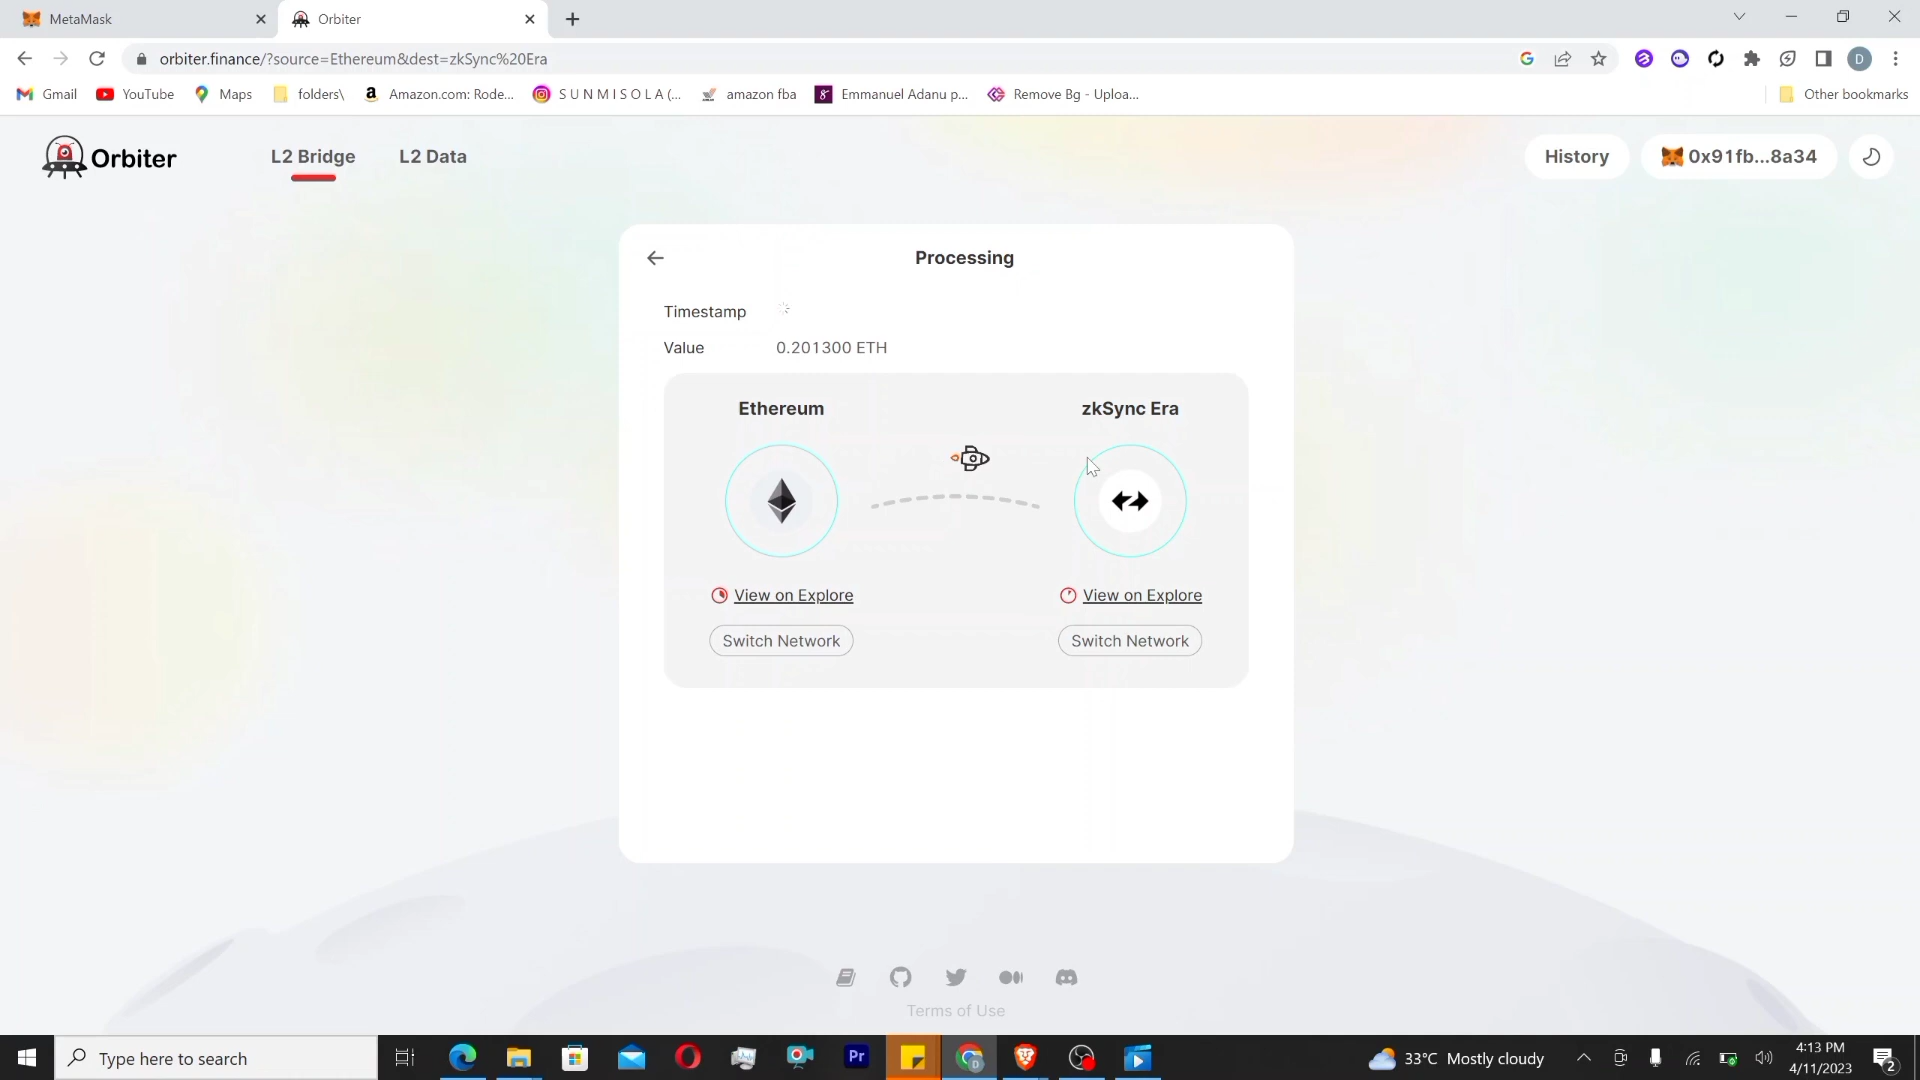 MetaMask
Orbiter
orbiter.finance/?source=Ethereum&dest=zkSync%20Era
D
Gmail
YouTube
Maps
folders\
Amazon.com: Rode...
S U N M I S O L A (...
amazon fba
Emmanuel Adanu p...
Remove Bg - Uploa...
Other bookmarks
Orbiter
L2 Bridge
L2 Data
History
0x91fb...8a34
Processing
Timestamp
Value 0.201300 ETH
Ethereum
zkSync Era
View on Explore
View on Explore
Switch Network
Switch Network
Terms of Use
Type here to search
Pr
D
33°C Mostly cloudy
4:13 PM
4/11/2023
2